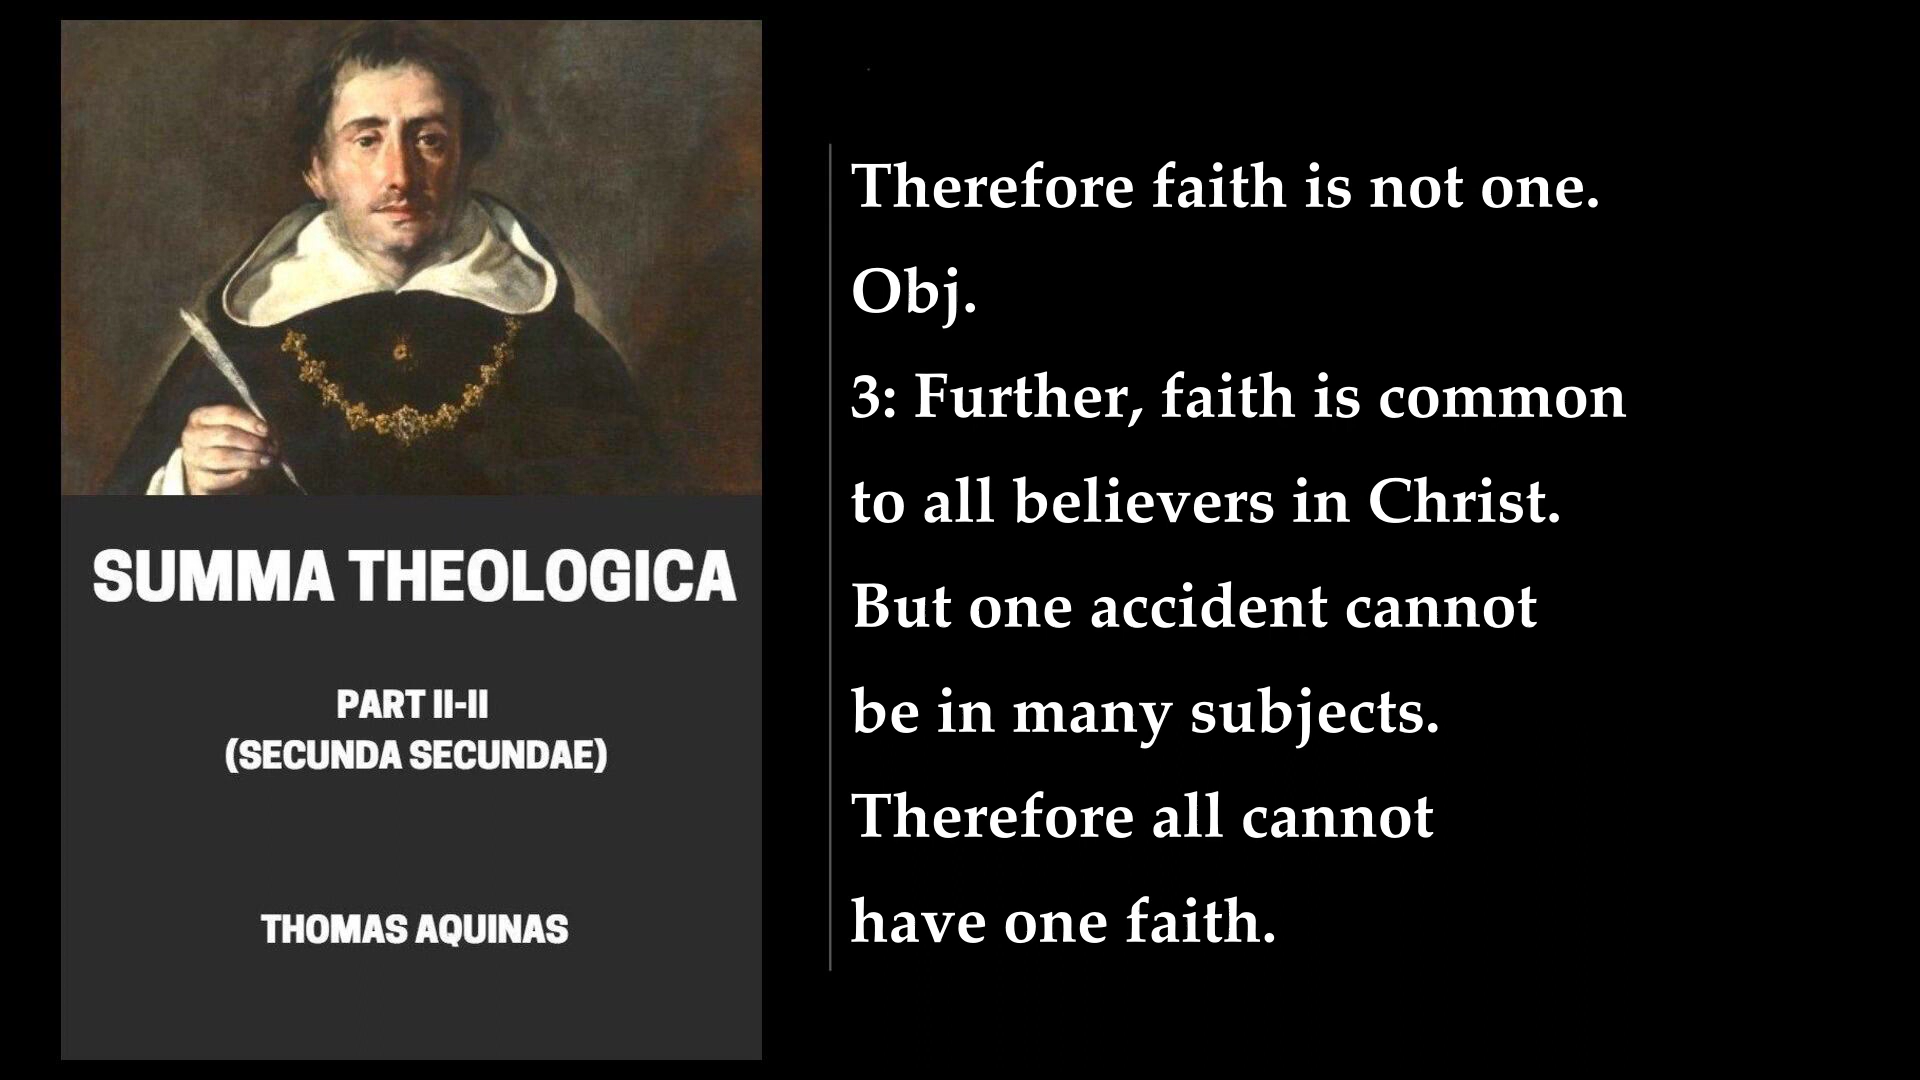 SUMMA THEOLOGICA
PART II-II
(SECUNDA SECUNDAE)
THOMAS AQUINAS
Therefore faith is not one.
Obj.
3: Further, faith is common
to all believers in Christ.
But one accident cannot
be in many subjects.
Therefore all cannot
have one faith.